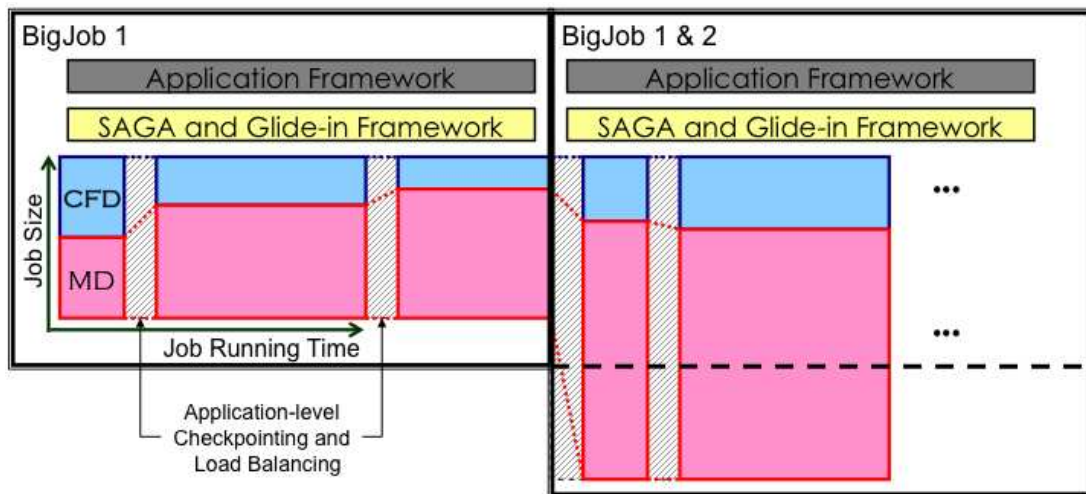 BigJob 1
Application Framework
SAGA and Glide-in Framework
CFD
MD
Job Size
Job Running Time
Application-level
Checkpointing and
Load Balancing
BigJob 1 & 2
Application Framework
SAGA and Glide-in Framework
...
...